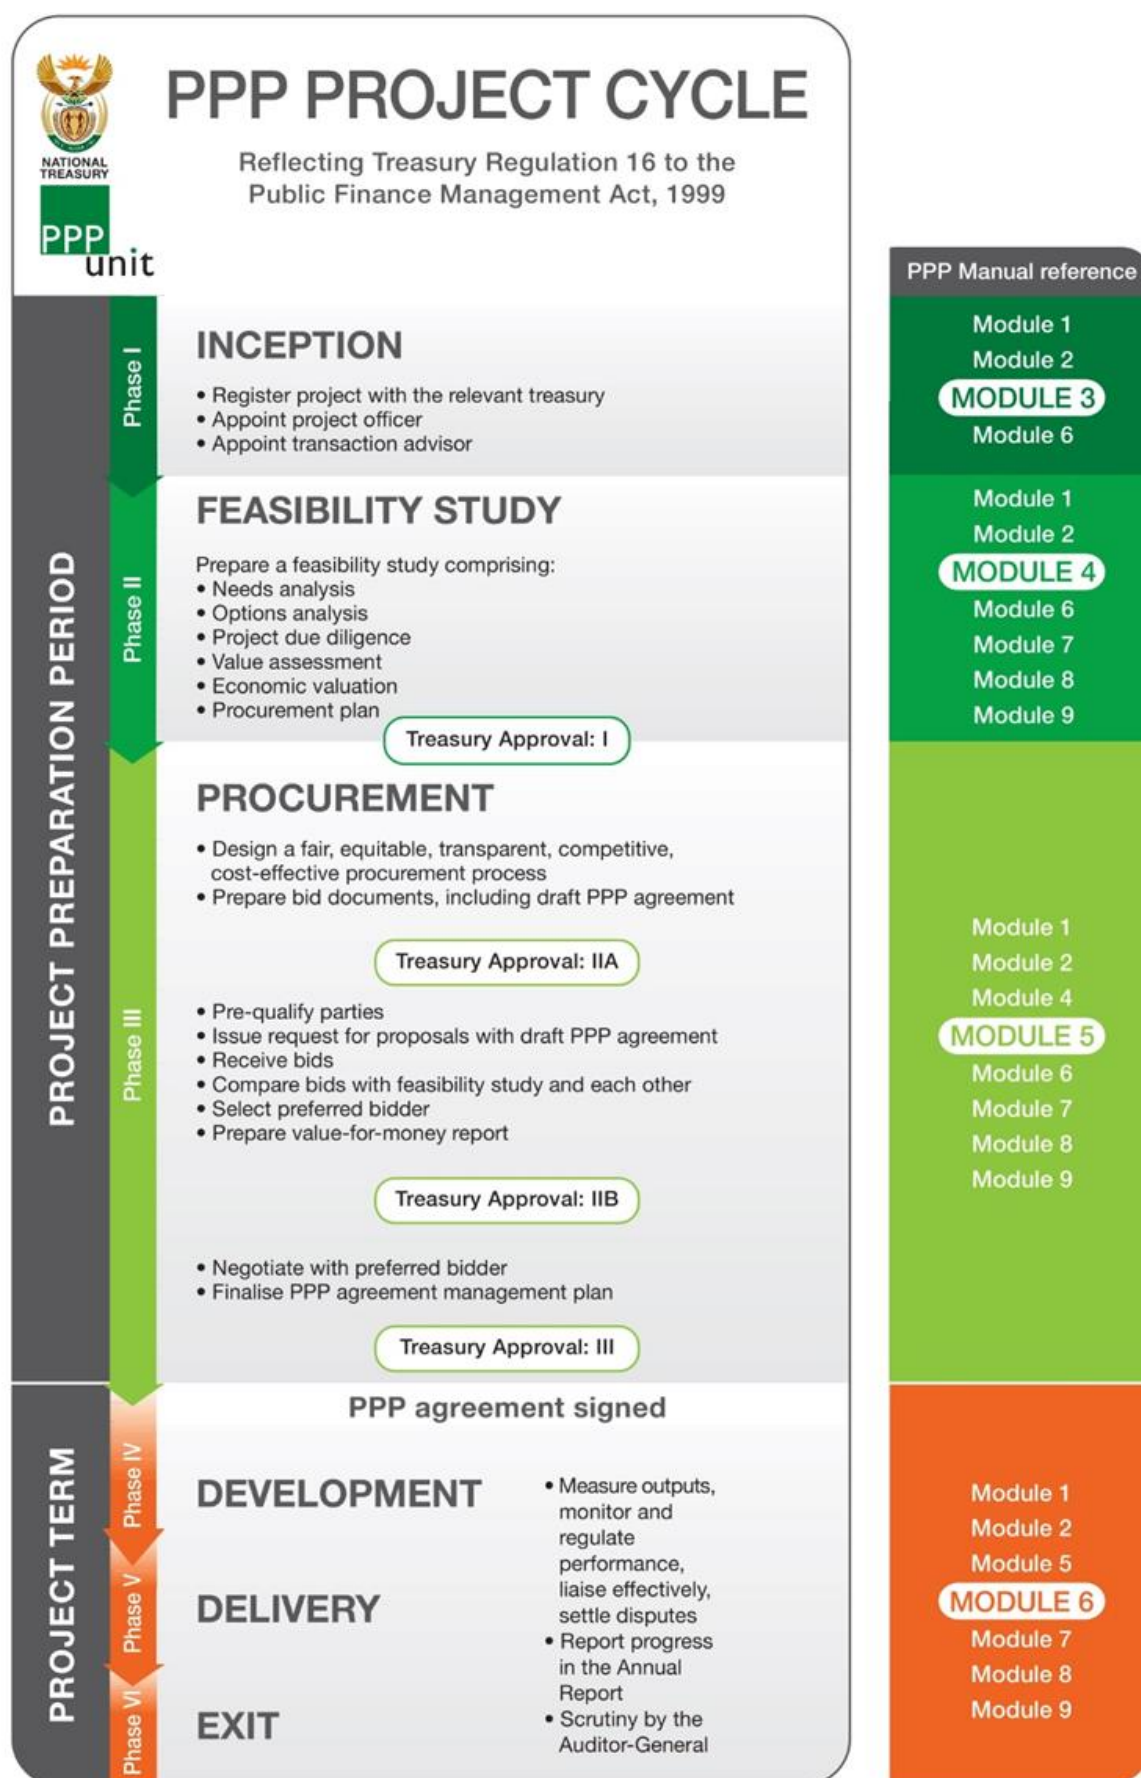 PPP PROJECT CYCLE
Reflecting Treasury Regulation 16 to the
Public Finance Management Act, 1999
NATIONAL
TREASURY
PPP
unit
PPP Manual reference
PROJECT PREPARATION PERIOD
Phase I
INCEPTION
• Register project with the relevant treasury
• Appoint project officer
• Appoint transaction advisor
Module 1
Module 2
MODULE 3
Module 6
Phase II
FEASIBILITY STUDY
Prepare a feasibility study comprising:
• Needs analysis
• Options analysis
• Project due diligence
• Value assessment
• Economic valuation
• Procurement plan
Treasury Approval: I
Module 1
Module 2
MODULE 4
Module 6
Module 7
Module 8
Module 9
Phase III
PROCUREMENT
• Design a fair, equitable, transparent, competitive,
cost-effective procurement process
• Prepare bid documents, including draft PPP agreement
Treasury Approval: IIA
• Pre-qualify parties
• Issue request for proposals with draft PPP agreement
• Receive bids
• Compare bids with feasibility study and each other
• Select preferred bidder
• Prepare value-for-money report
Treasury Approval: IIB
• Negotiate with preferred bidder
• Finalise PPP agreement management plan
Treasury Approval: III
Module 1
Module 2
Module 4
MODULE 5
Module 6
Module 7
Module 8
Module 9
PROJECT TERM
PPP agreement signed
Phase IV
DEVELOPMENT
Phase V
DELIVERY
Phase VI
EXIT
• Measure outputs,
monitor and
regulate
performance,
liaise effectively,
settle disputes
• Report progress
in the Annual
Report
• Scrutiny by the
Auditor-General
Module 1
Module 2
Module 5
MODULE 6
Module 7
Module 8
Module 9